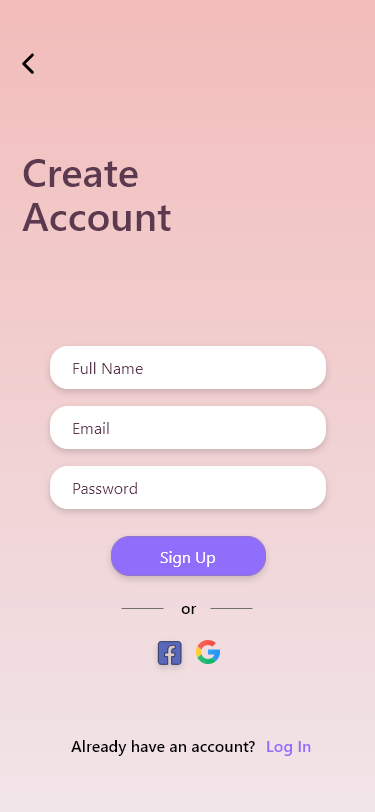 Create
Account
Full Name
Email
Password
Sign Up
or
Already have an account? Log In